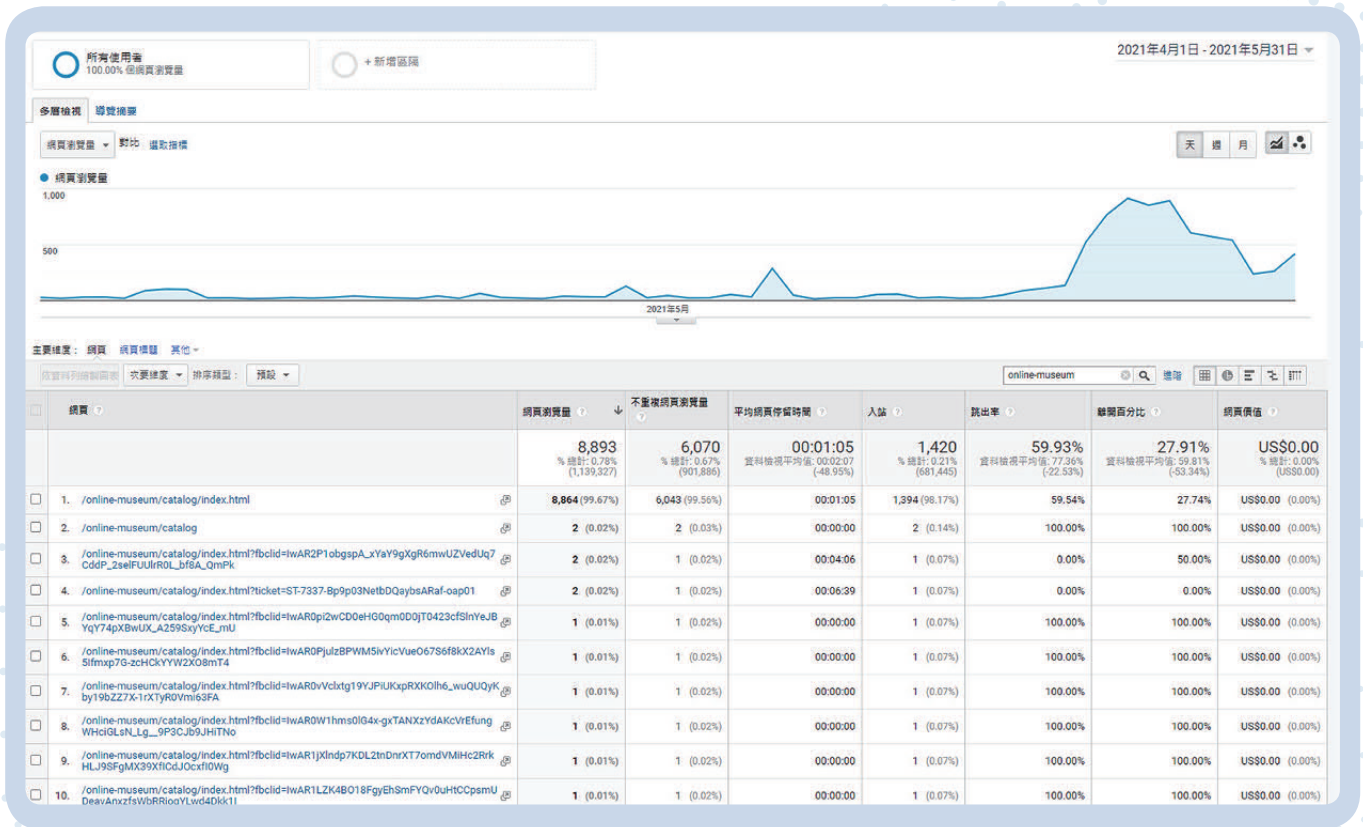 所有使用者
100.00% 個網頁瀏覽量
+ 新增區隔
2021年4月1日 - 2021年5月31日
多層檢視 導覽摘要
網頁瀏覽量 對比 選取指標
天 週 月
網頁瀏覽量
1,000
500
2021年5月
主要維度： 網頁 網頁標題 其他
依資料列繪製圖表 次要維度 排序類型： 預設 online-museum 進階
網頁 網頁瀏覽量 不重複網頁瀏覽量 平均網頁停留時間 入站 跳出率 離開百分比 網頁價值
8,893 6,070 00:01:05 1,420 59.93% 27.91% US$0.00
% 總計: 0.78% % 總計: 0.67% 資料檢視平均值: 00:02:07 % 總計: 0.21% 資料檢視平均值: 77.36% 資料檢視平均值: 59.81% % 總計: 0.00%
(1,139,327) (901,886) (-48.95%) (681,445) (-22.53%) (-53.34%) (US$0.00)
1. /online-museum/catalog/index.html 8,864 (99.67%) 6,043 (99.56%) 00:01:05 1,394 (98.17%) 59.54% 27.74% US$0.00 (0.00%)
2. /online-museum/catalog 2 (0.02%) 2 (0.03%) 00:00:00 2 (0.14%) 100.00% 100.00% US$0.00 (0.00%)
3. /online-museum/catalog/index.html?fbclid=IwAR2P1obgspA_xYaY9gXgR6mwUZVedUq7
CddP_2selFUUlrR0L_bf8A_QmPk 2 (0.02%) 1 (0.02%) 00:04:06 1 (0.07%) 0.00% 50.00% US$0.00 (0.00%)
4. /online-museum/catalog/index.html?ticket=ST-7337-Bp9p03NetbDQaybsARaf-oap01 2 (0.02%) 1 (0.02%) 00:06:39 1 (0.07%) 0.00% 0.00% US$0.00 (0.00%)
5. /online-museum/catalog/index.html?fbclid=IwAR0pi2wCD0eHG0qm0D0jT0423cfSlnYeJB
YqY74pXBwUX_A259SxyYcE_mU 1 (0.01%) 1 (0.02%) 00:00:00 1 (0.07%) 100.00% 100.00% US$0.00 (0.00%)
6. /online-museum/catalog/index.html?fbclid=IwAR0PjulzBPWM5ivYicVueO67S6f8kX2AYls
5Ifmxp7G-zcHCkYYW2XO8mT4 1 (0.01%) 1 (0.02%) 00:00:00 1 (0.07%) 100.00% 100.00% US$0.00 (0.00%)
7. /online-museum/catalog/index.html?fbclid=IwAR0vVclxtg19YJPiUKxpRXKOlh6_wuQUQyK
by19bZZ7X-1rXTyR0Vmi63FA 1 (0.01%) 1 (0.02%) 00:00:00 1 (0.07%) 100.00% 100.00% US$0.00 (0.00%)
8. /online-museum/catalog/index.html?fbclid=IwAR0W1hms0lG4x-gxTANXzYdAKcVrEfung
WHciGLsN_Lg__9P3CJb9JHiTNo 1 (0.01%) 1 (0.02%) 00:00:00 1 (0.07%) 100.00% 100.00% US$0.00 (0.00%)
9. /online-museum/catalog/index.html?fbclid=IwAR1jXlndp7KDL2tnDnrXT7omdVMiHc2Rrk
HLJ9SFgMX39XfICdJOcxfI0Wg 1 (0.01%) 1 (0.02%) 00:00:00 1 (0.07%) 100.00% 100.00% US$0.00 (0.00%)
10. /online-museum/catalog/index.html?fbclid=IwAR1LZK4BO18FgyEhSmFYQv0uHtCCpsmU
1 (0.01%) 1 (0.02%) 00:00:00 1 (0.07%) 100.00% 100.00% US$0.00 (0.00%)